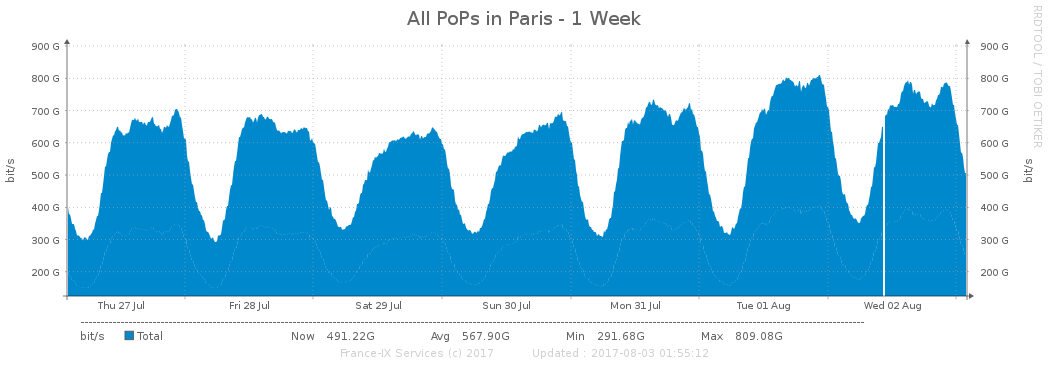 All PoPs in Paris - 1 Week
RRDTOOL / TOBI OETIKER
900 G 900 G
800 G 800 G
700 G 700 G
600 G 600 G
500 G 500 G
400 G 400 G
300 G 300 G
200 G 200 G
bit/s
bit/s
Thu 27 Jul Fri 28 Jul Sat 29 Jul Sun 30 Jul Mon 31 Jul Tue 01 Aug Wed 02 Aug
bit/s Total Now 491.22G Avg 567.90G Min 291.68G Max 809.08G
France-IX Services (c) 2017 Updated : 2017-08-03 01:55:12